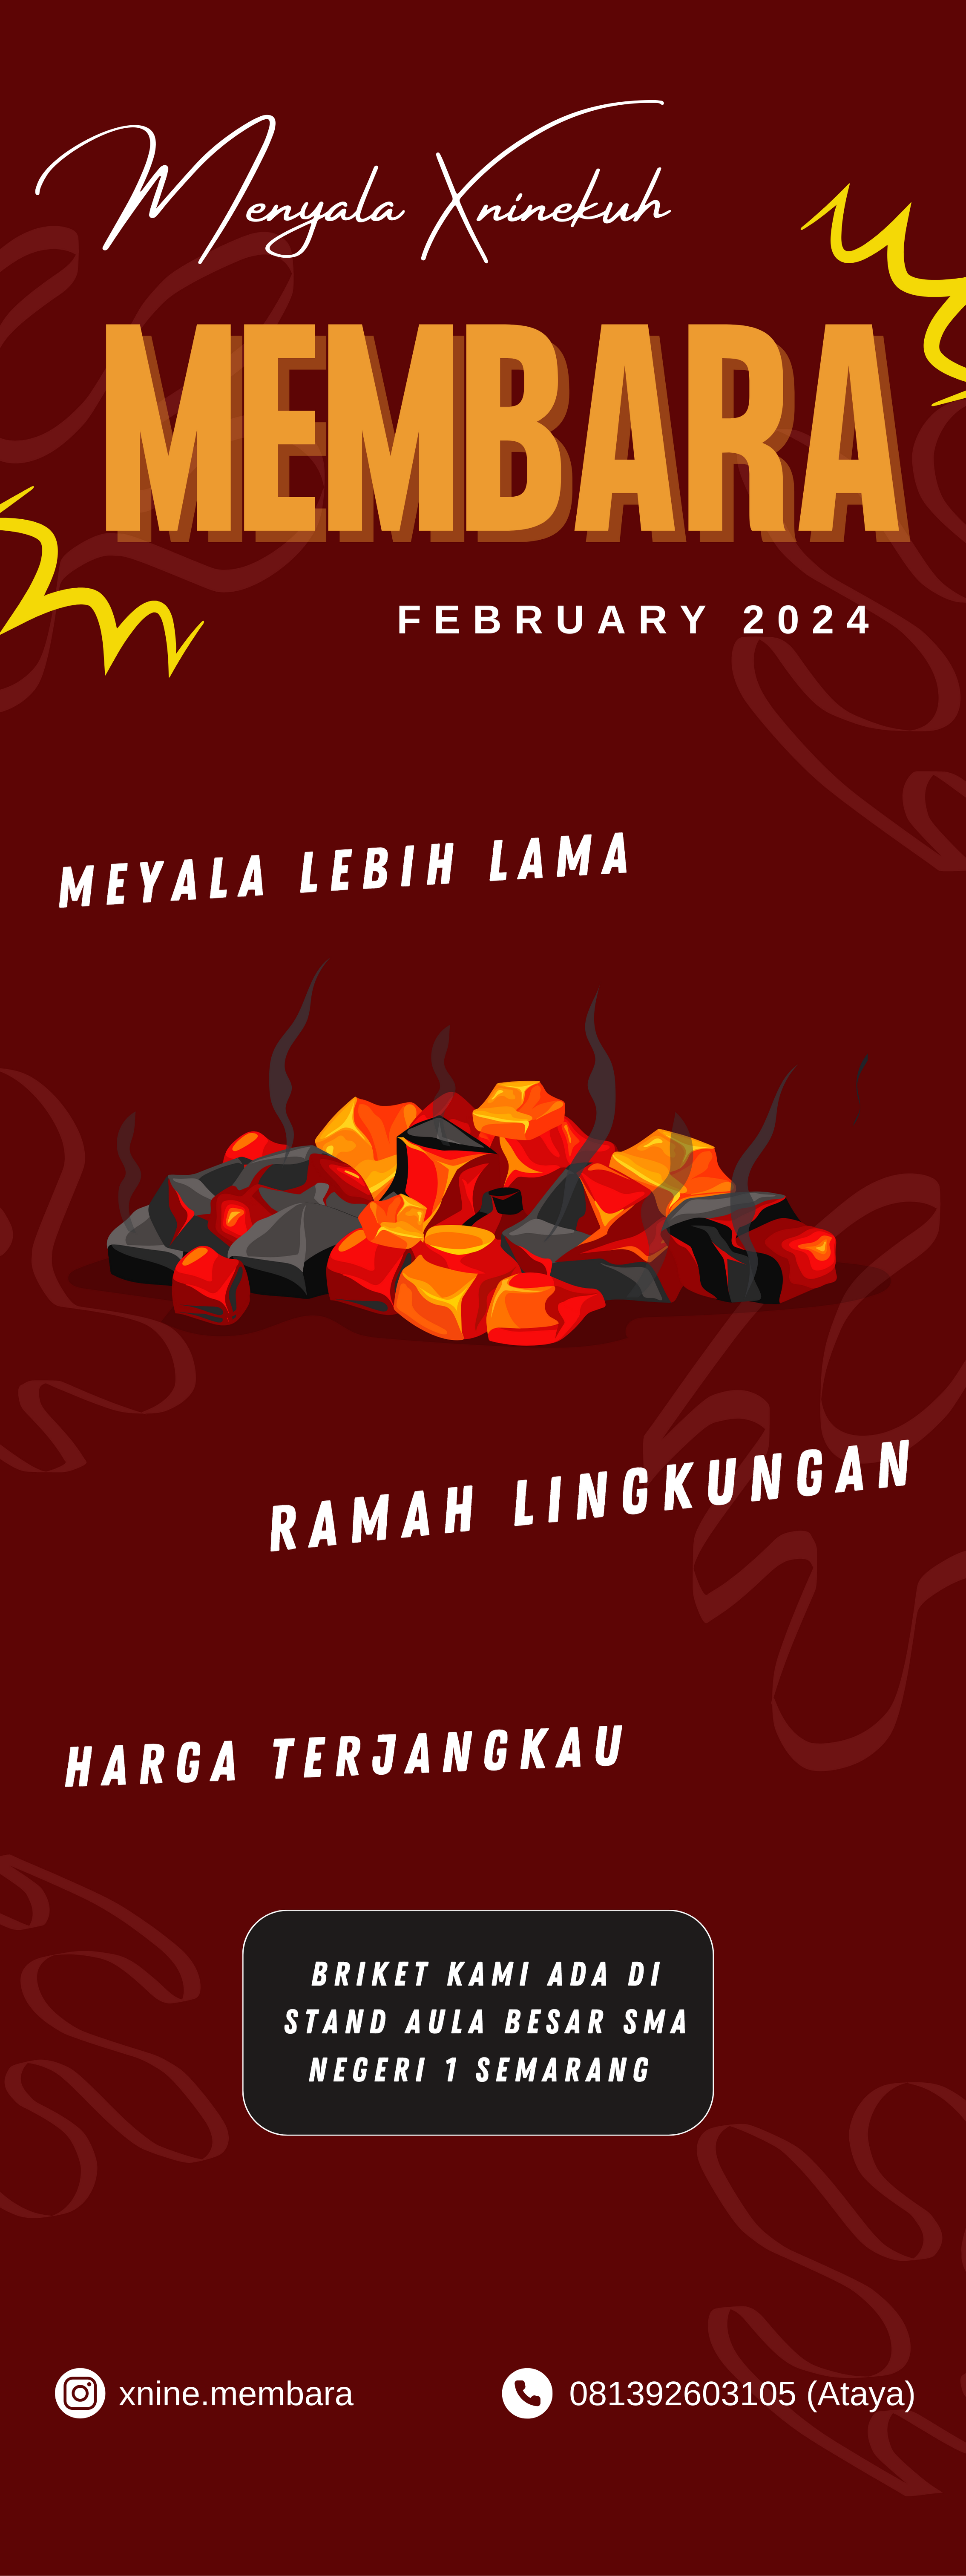 Menyala Xninekuh
MEMBARA
FEBRUARY 2024
MEYALA LEBIH LAMA
RAMAH LINGKUNGAN
HARGA TERJANGKAU
BRIKET KAMI ADA DI
STAND AULA BESAR SMA
NEGERI 1 SEMARANG
xnine.membara
081392603105 (Ataya)